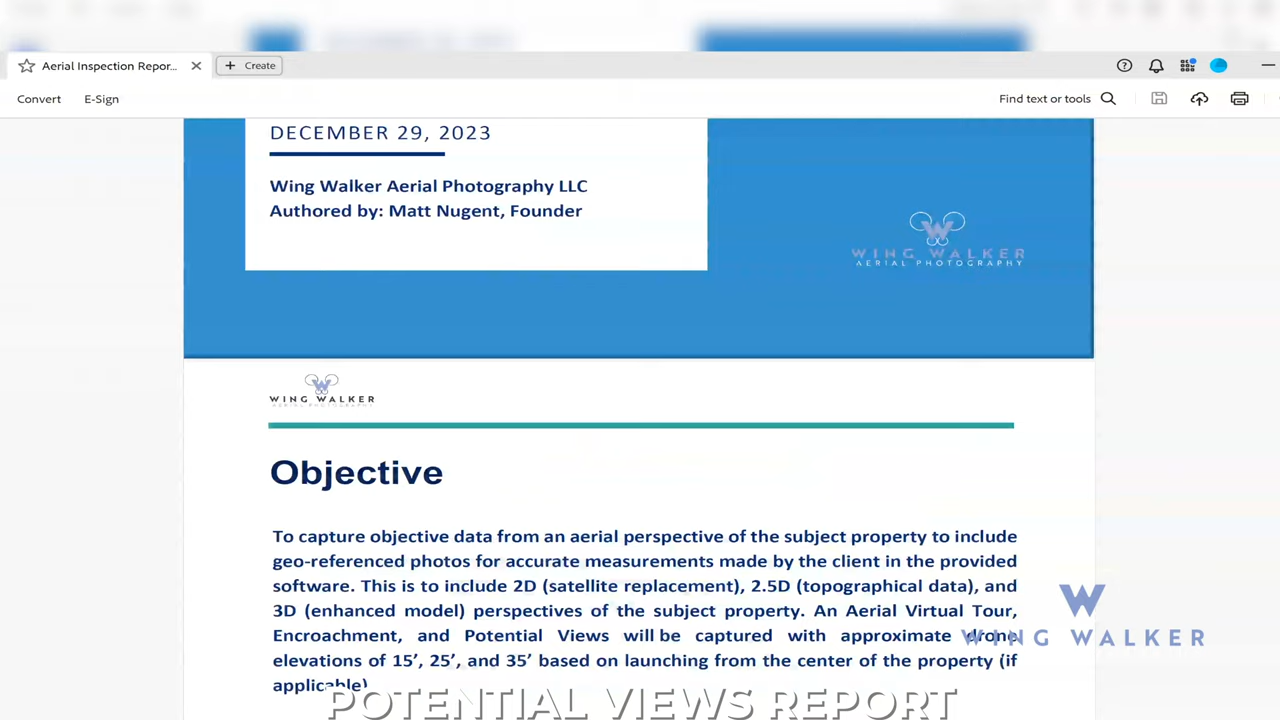 Aerial Inspection Repor...
Create
Convert
E-Sign
Find text or tools
DECEMBER 29, 2023
Wing Walker Aerial Photography LLC
Authored by: Matt Nugent, Founder
WING WALKER
AERIAL PHOTOGRAPHY
WING WALKER
AERIAL PHOTOGRAPHY
Objective
To capture objective data from an aerial perspective of the subject property to include
geo-referenced photos for accurate measurements made by the client in the provided
software. This is to include 2D (satellite replacement), 2.5D (topographical data), and
3D (enhanced model) perspectives of the subject property. An Aerial Virtual Tour,
Encroachment, and Potential Views will be captured with approximate drone
elevations of 15’, 25’, and 35’ based on launching from the center of the property (if
applicable)
W
WING WALKER
POTENTIAL VIEWS REPORT